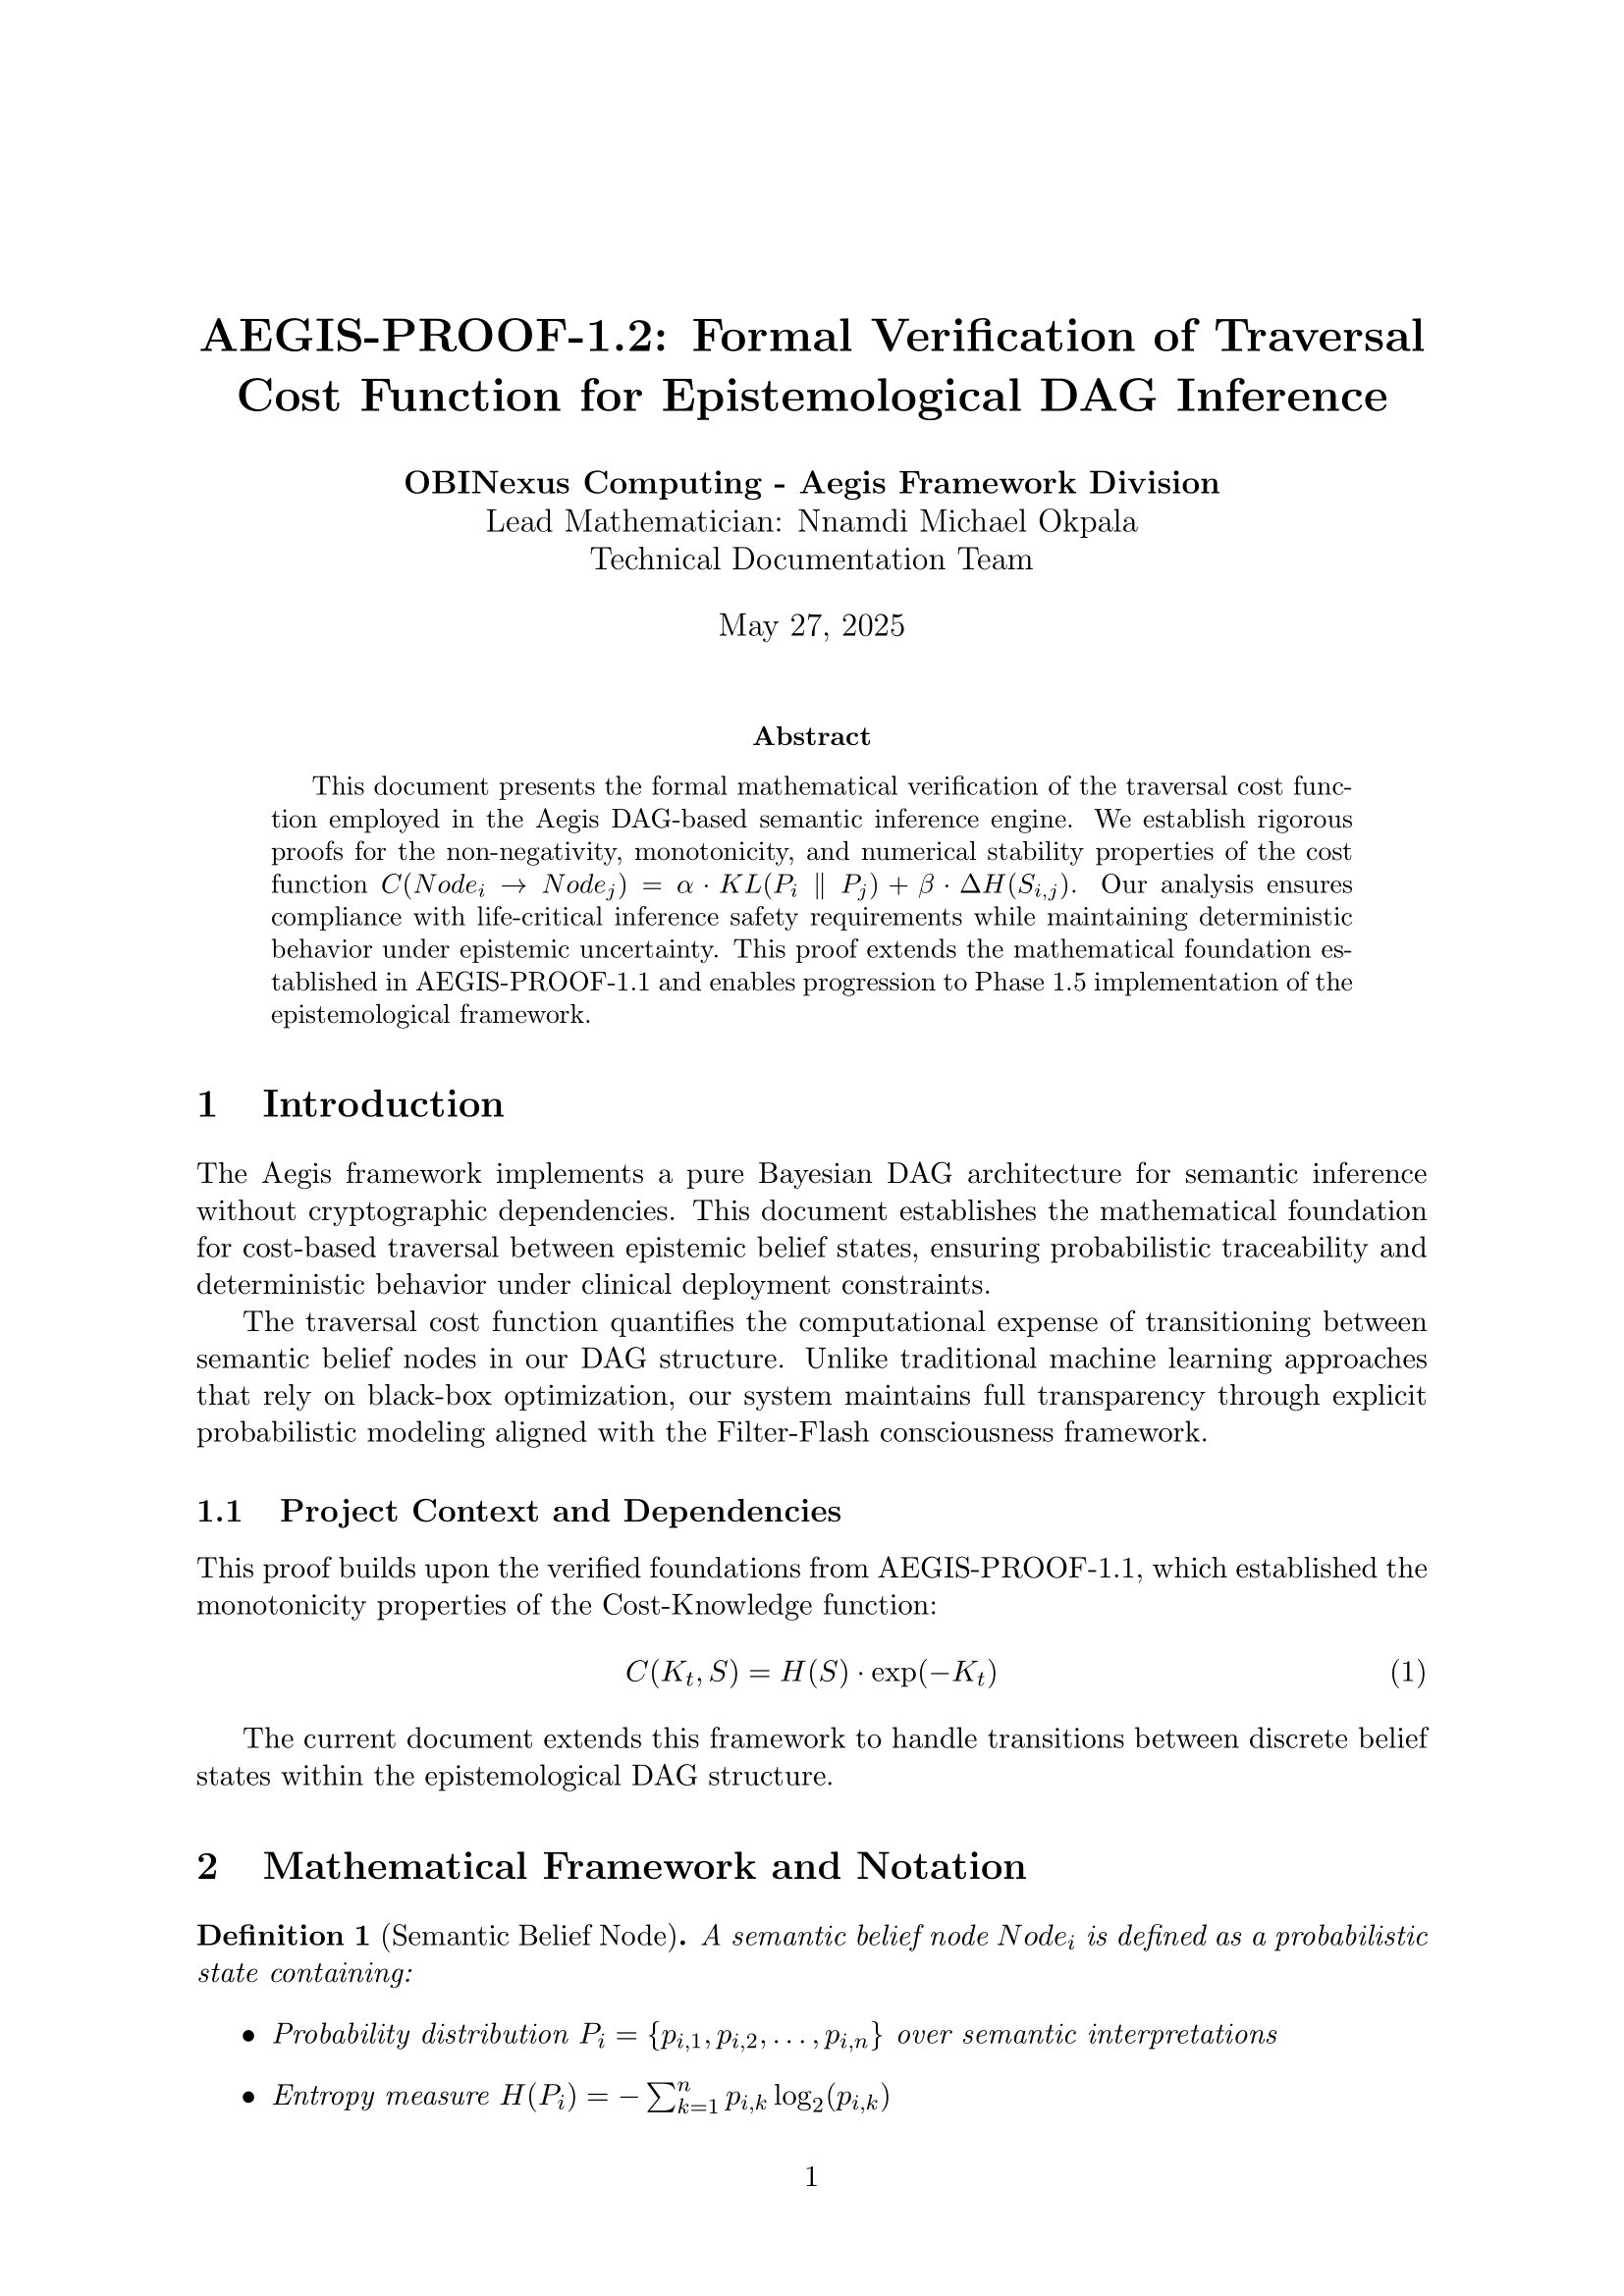 AEGIS-PROOF-1.2: Formal Verification of Traversal
Cost Function for Epistemological DAG Inference
OBINexus Computing - Aegis Framework Division
Lead Mathematician: Nnamdi Michael Okpala
Technical Documentation Team
May 27, 2025
Abstract
This document presents the formal mathematical verification of the traversal cost func-
tion employed in the Aegis DAG-based semantic inference engine. We establish rigorous
proofs for the non-negativity, monotonicity, and numerical stability properties of the cost
function C(Node_i → Node_j) = α · KL(P_i ∥ P_j) + β · ΔH(S_{i,j}). Our analysis ensures
compliance with life-critical inference safety requirements while maintaining deterministic
behavior under epistemic uncertainty. This proof extends the mathematical foundation es-
tablished in AEGIS-PROOF-1.1 and enables progression to Phase 1.5 implementation of the
epistemological framework.
1 Introduction
The Aegis framework implements a pure Bayesian DAG architecture for semantic inference
without cryptographic dependencies. This document establishes the mathematical foundation
for cost-based traversal between epistemic belief states, ensuring probabilistic traceability and
deterministic behavior under clinical deployment constraints.
The traversal cost function quantifies the computational expense of transitioning between
semantic belief nodes in our DAG structure. Unlike traditional machine learning approaches
that rely on black-box optimization, our system maintains full transparency through explicit
probabilistic modeling aligned with the Filter-Flash consciousness framework.
1.1 Project Context and Dependencies
This proof builds upon the verified foundations from AEGIS-PROOF-1.1, which established the
monotonicity properties of the Cost-Knowledge function:
C(K_t, S) = H(S) · exp(−K_t) (1)
The current document extends this framework to handle transitions between discrete belief
states within the epistemological DAG structure.
2 Mathematical Framework and Notation
Definition 1 (Semantic Belief Node). A semantic belief node Node_i is defined as a probabilistic
state containing:
• Probability distribution P_i = {p_{i,1}, p_{i,2}, . . . , p_{i,n}} over semantic interpretations
• Entropy measure H(P_i) = − ∑_{k=1}^{n} p_{i,k} log_2(p_{i,k})
1